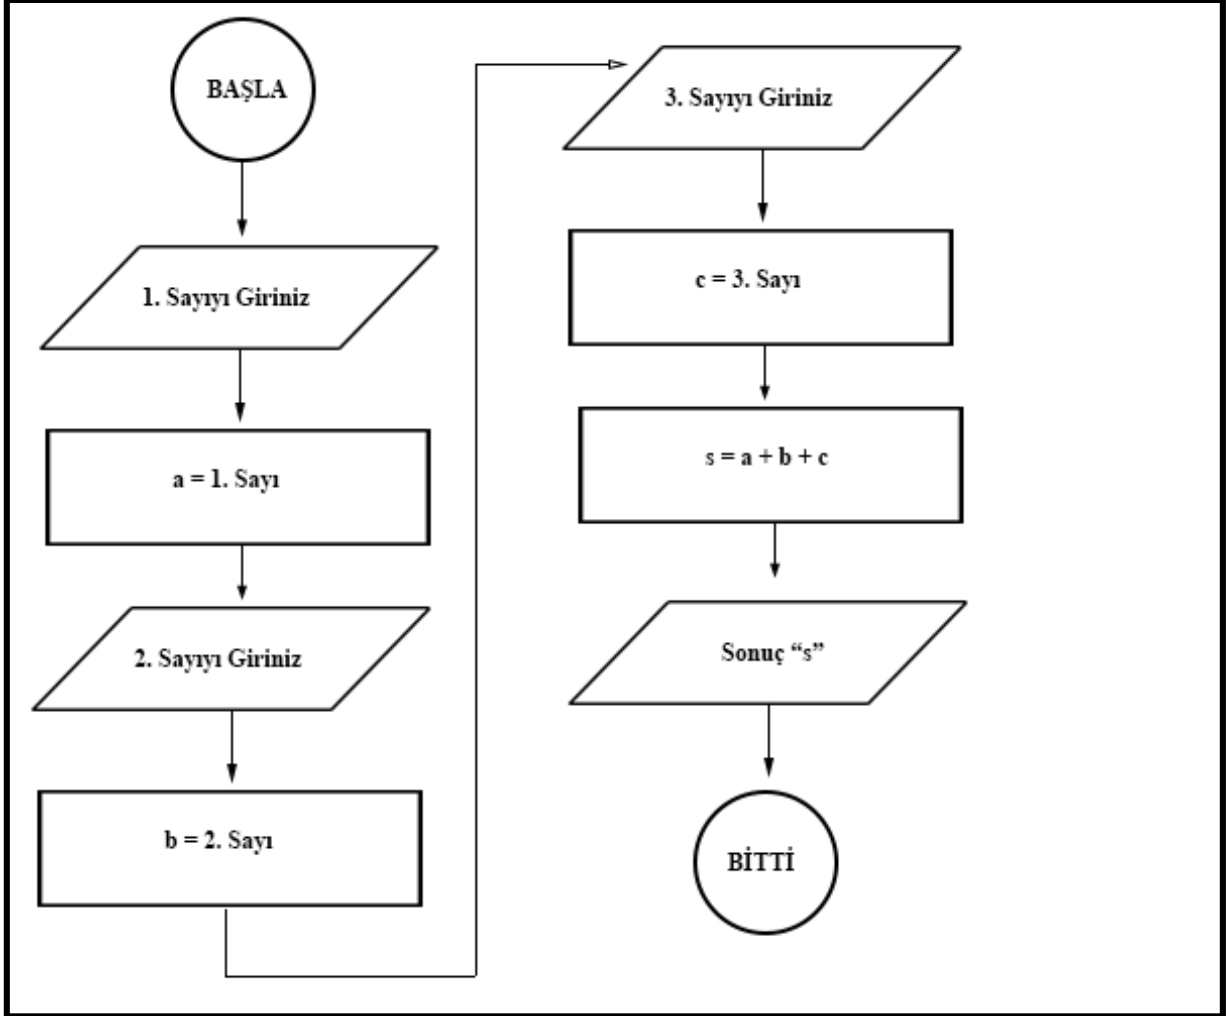 BAŞLA
1. Sayıyı Giriniz
a = 1. Sayı
2. Sayıyı Giriniz
b = 2. Sayı
3. Sayıyı Giriniz
c = 3. Sayı
s = a + b + c
Sonuç “s”
BİTTİ